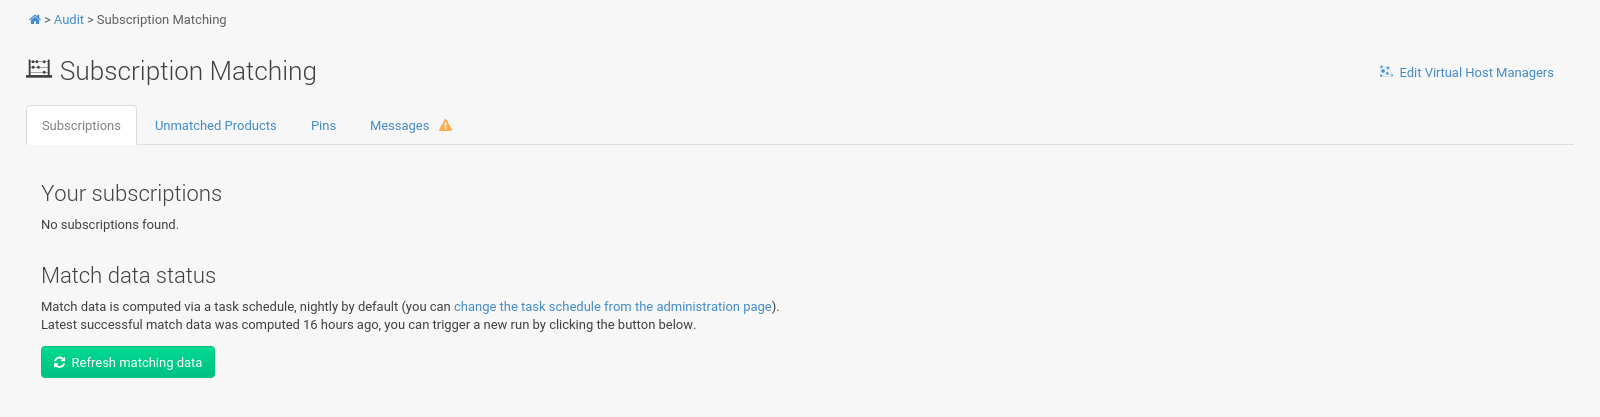 > Audit > Subscription Matching
Subscription Matching
Edit Virtual Host Managers
Subscriptions Unmatched Products Pins Messages
Your subscriptions
No subscriptions found.
Match data status
Match data is computed via a task schedule, nightly by default (you can change the task schedule from the administration page).
Latest successful match data was computed 16 hours ago, you can trigger a new run by clicking the button below.
Refresh matching data